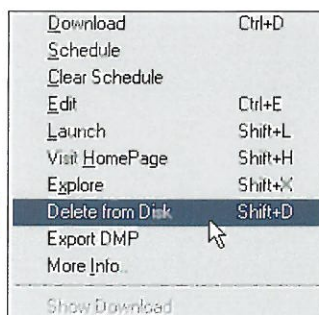 Download Ctrl+D
Schedule
Clear Schedule
Edit Ctrl+E
Launch Shift+L
Visit HomePage Shift+H
Explore Shift+X
Delete from Disk Shift+D
Export DMP
More Info..
Show Download